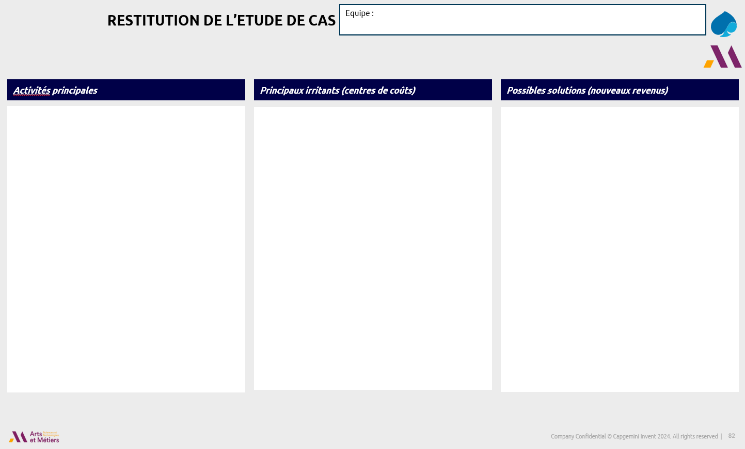 RESTITUTION DE L'ETUDE DE CAS
Equipe :
Activités principales
Principaux irritants (centres de coûts)
Possibles solutions (nouveaux revenus)
Arts
et Métiers
Company Confidential © Capgemini Invent 2024. All rights reserved | 82